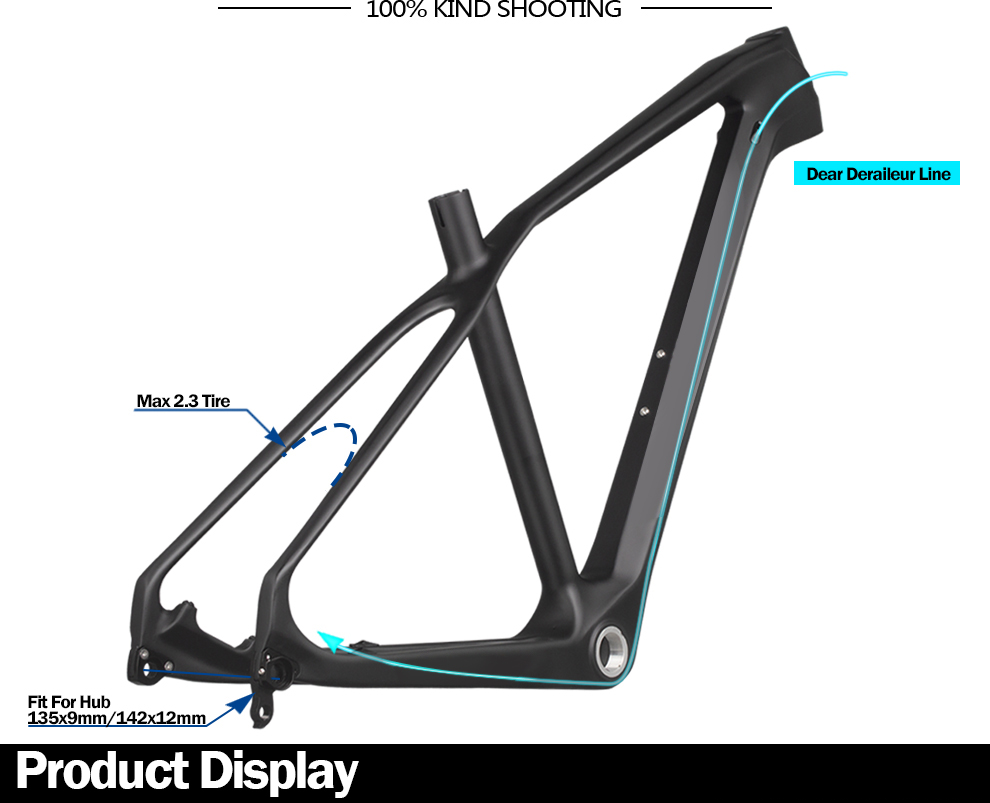 100% KIND SHOOTING
Dear Deraileur Line
Max 2.3 Tire
Fit For Hub
135x9mm/142x12mm
Product Display